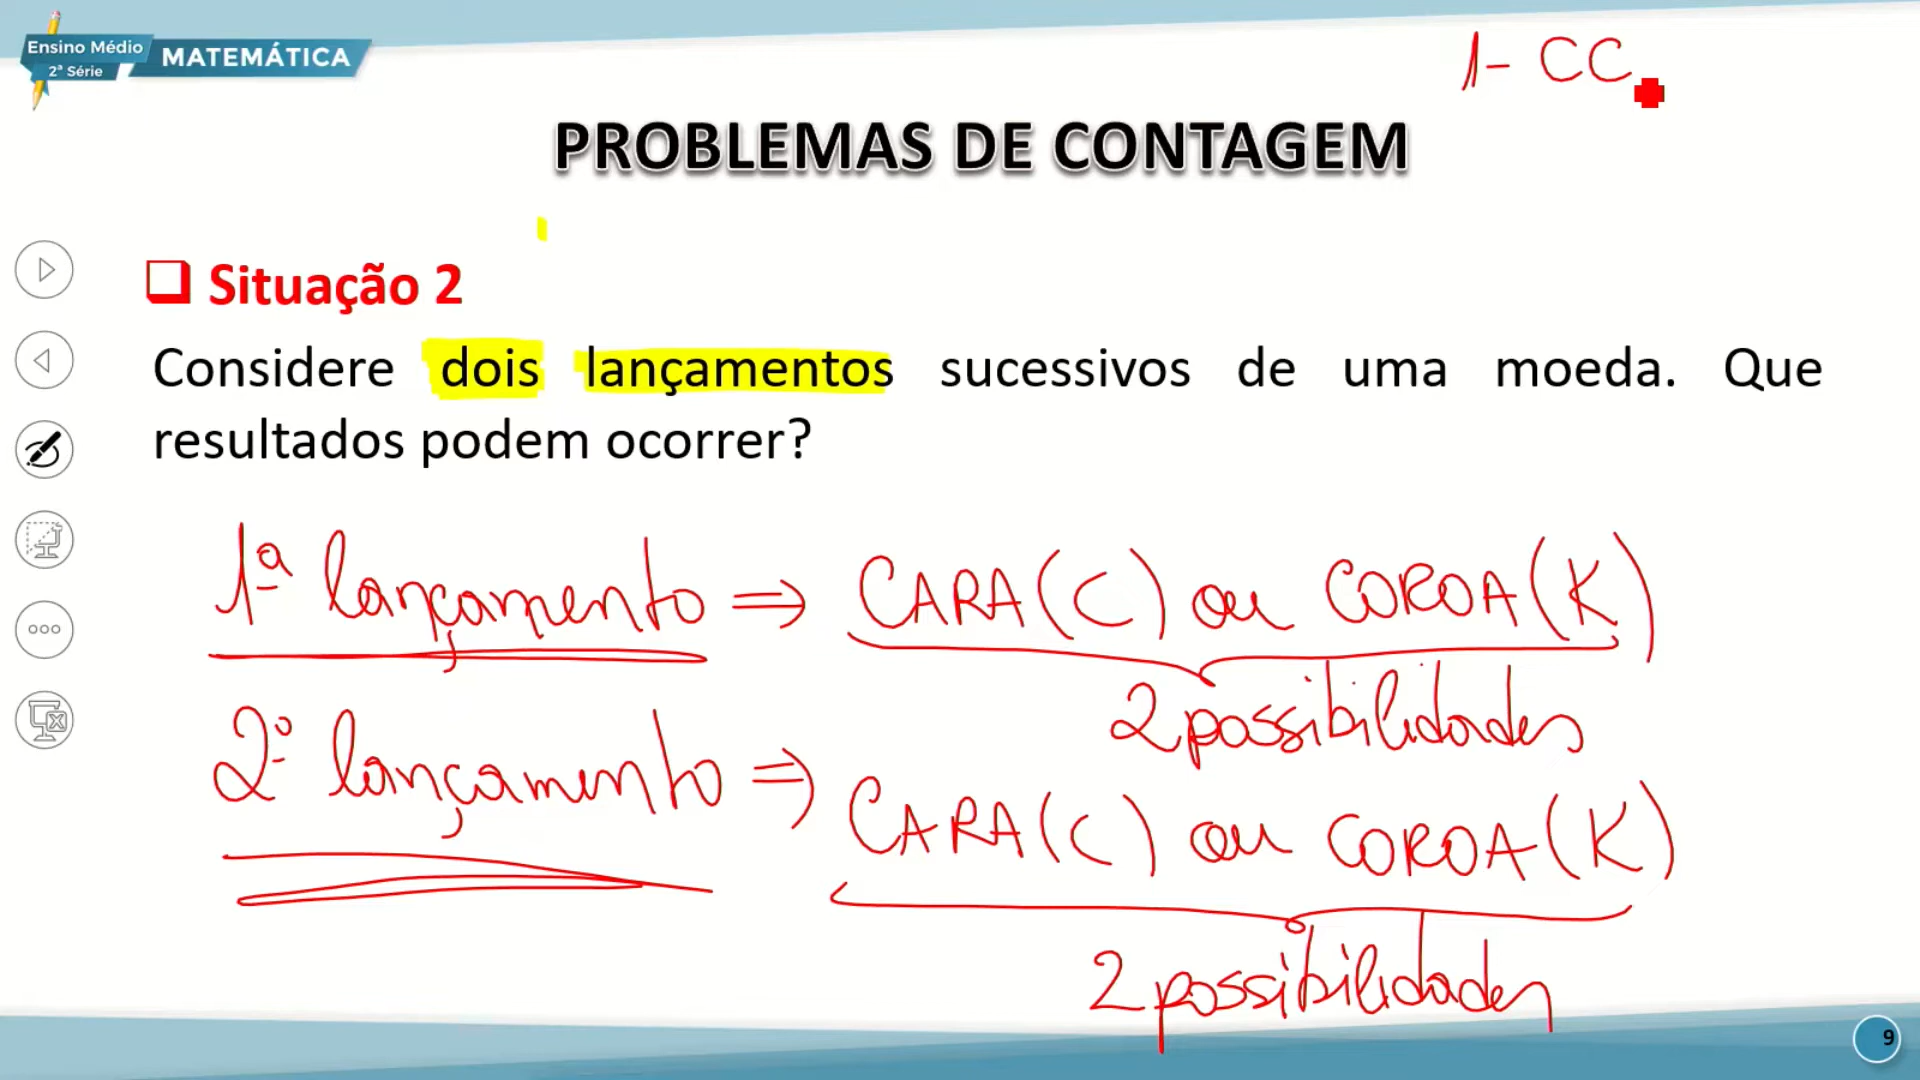 Ensino Médio
2ª Série
MATEMÁTICA
1- CC
PROBLEMAS DE CONTAGEM
Situação 2
Considere dois lançamentos sucessivos de uma moeda. Que
resultados podem ocorrer?
1ª lançamento ⇒ CARA(C) ou COROA(K)
2 possibilidades
2º lançamento ⇒ CARA(C) ou COROA(K)
2 possibilidades
9